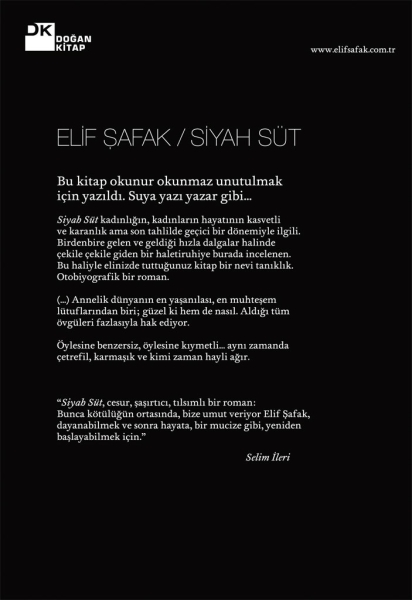 DK DOĞAN
KİTAP
www.elifsafak.com.tr
ELİF ŞAFAK / SİYAH SÜT
Bu kitap okunur okunmaz unutulmak
için yazıldı. Suya yazı yazar gibi...
Siyah Süt kadınlığın, kadınların hayatının kasvetli
ve karanlık ama son tahlilde geçici bir dönemiyle ilgili.
Birdenbire gelen ve geldiği hızla dalgalar halinde
çekile çekile giden bir haletiruhiye burada incelenen.
Bu haliyle elinizde tuttuğunuz kitap bir nevi tanıklık.
Otobiyografik bir roman.
(...) Annelik dünyanın en yaşanılası, en muhteşem
lütuflarından biri; güzel ki hem de nasıl. Aldığı tüm
övgüleri fazlasıyla hak ediyor.
Öylesine benzersiz, öylesine kıymetli... aynı zamanda
çetrefil, karmaşık ve kimi zaman hayli ağır.
“Siyah Süt, cesur, şaşırtıcı, tılsımlı bir roman:
Bunca kötülüğün ortasında, bize umut veriyor Elif Şafak,
dayanabilmek ve sonra hayata, bir mucize gibi, yeniden
başlayabilmek için.”
Selim İleri